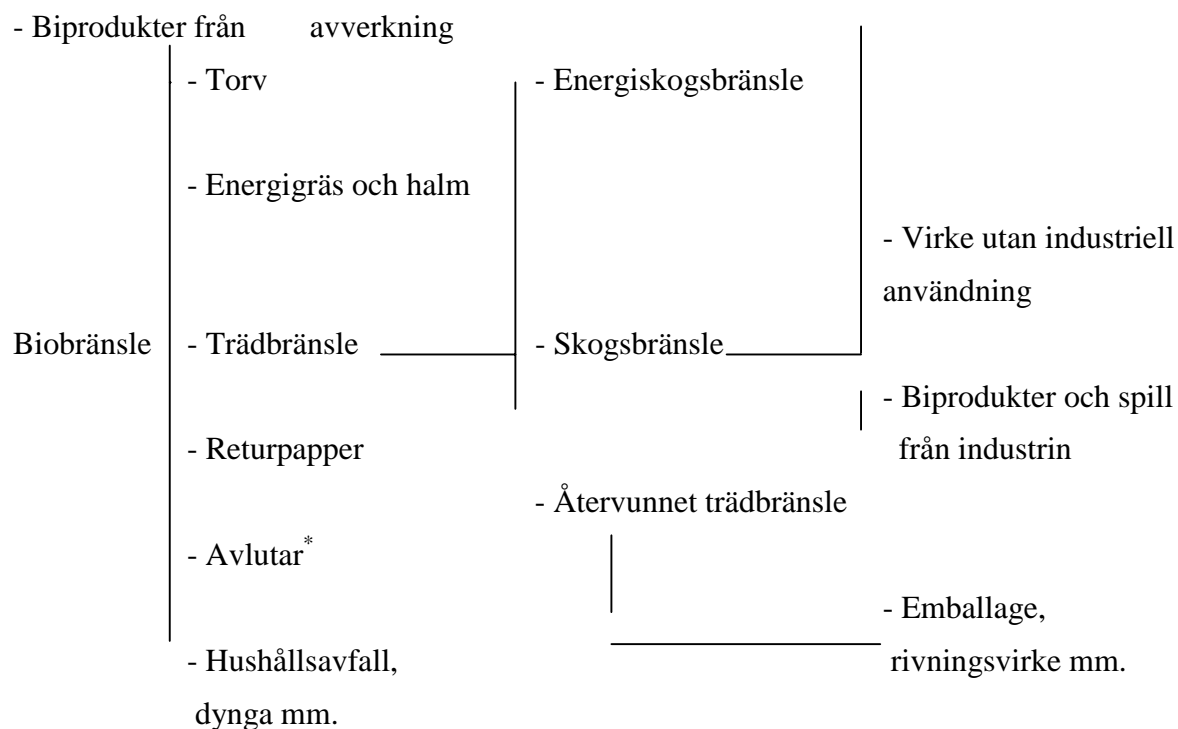 - Biprodukter från avverkning
- Torv
- Energiskogsbränsle
- Energigräs och halm
- Virke utan industriell
användning
Biobränsle
- Trädbränsle
- Skogsbränsle
- Biprodukter och spill
från industrin
- Returpapper
- Återvunnet trädbränsle
- Avlutar*
- Emballage,
rivningsvirke mm.
- Hushållsavfall,
dynga mm.